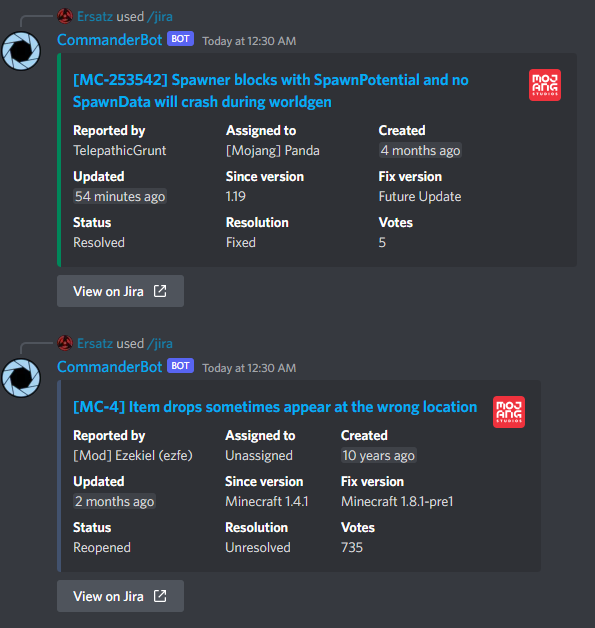 Ersatz used /jira
CommanderBot BOT Today at 12:30 AM
[MC-253542] Spawner blocks with SpawnPotential and no
SpawnData will crash during worldgen
MOJANG STUDIOS
Reported by Assigned to Created
TelepathicGrunt [Mojang] Panda 4 months ago
Updated Since version Fix version
54 minutes ago 1.19 Future Update
Status Resolution Votes
Resolved Fixed 5
View on Jira
Ersatz used /jira
CommanderBot BOT Today at 12:30 AM
[MC-4] Item drops sometimes appear at the wrong location
MOJANG STUDIOS
Reported by Assigned to Created
[Mod] Ezekiel (ezfe) Unassigned 10 years ago
Updated Since version Fix version
2 months ago Minecraft 1.4.1 Minecraft 1.8.1-pre1
Status Resolution Votes
Reopened Unresolved 735
View on Jira